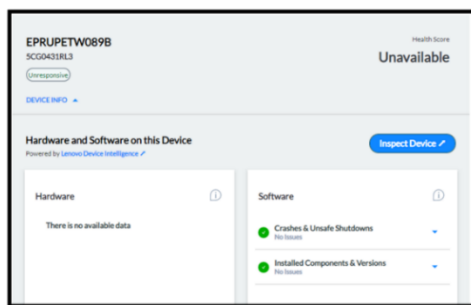 EPRUPETW089B
Health Score
5CG0431RL3
Unavailable
Unresponsive
DEVICE INFO
Hardware and Software on this Device
Powered by Lenovo Device Intelligence
Inspect Device
Hardware
Software
There is no available data
Crashes & Unsafe Shutdowns
No Issues
Installed Components & Versions
No Issues